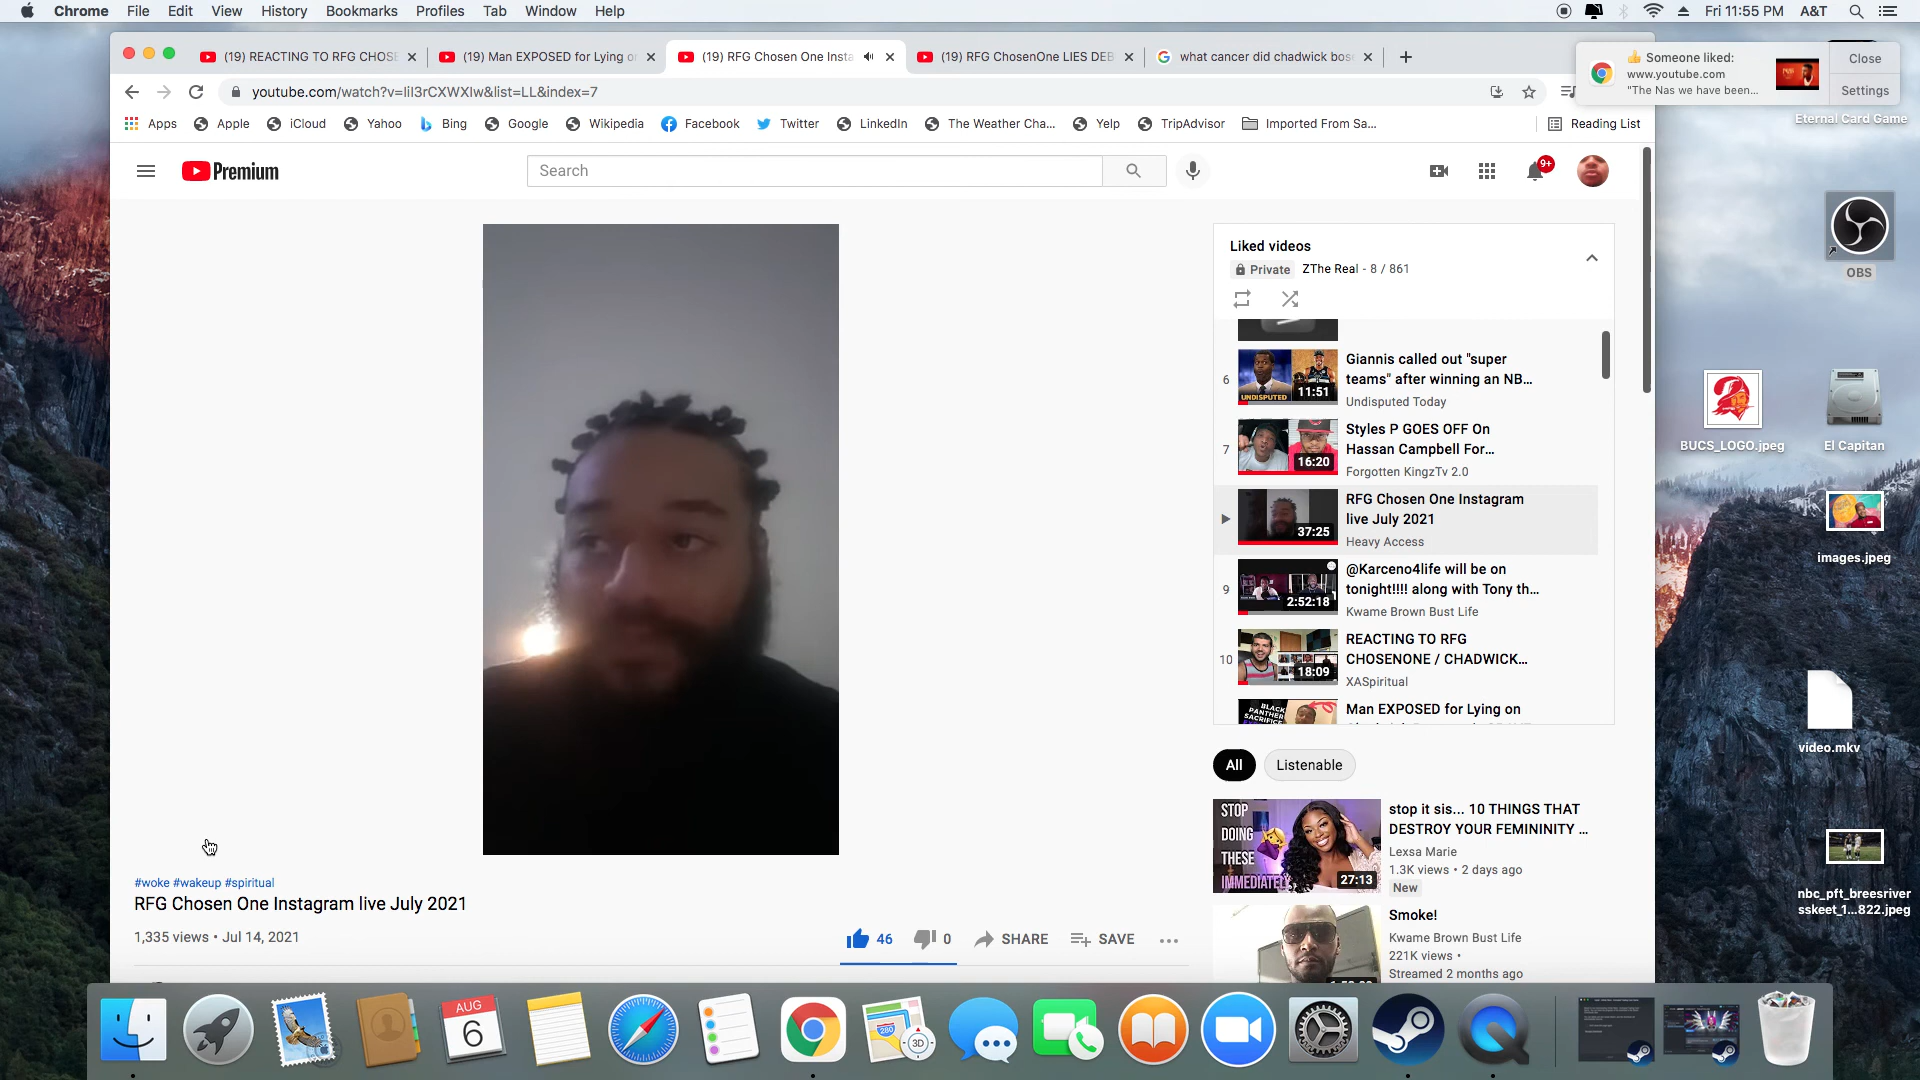 Chrome File Edit View History Bookmarks Profiles Tab Window Help
Fri 11:55 PM A&T
(19) REACTING TO RFG CHOSE
(19) Man EXPOSED for Lying o
(19) RFG Chosen One Insta
(19) RFG ChosenOne LIES DEB
what cancer did chadwick bos
Someone liked:
www.youtube.com
"The Nas we have been...
Close
Settings
youtube.com/watch?v=liI3rCXWXIw&list=LL&index=7
Apps Apple iCloud Yahoo Bing Google Wikipedia Facebook Twitter LinkedIn The Weather Cha... Yelp TripAdvisor Imported From Sa... Reading List
Eternal Card Game
Premium
Search
9+
OBS
BUCS_LOGO.jpeg
El Capitan
images.jpeg
video.mkv
nbc_pft_breesriver
sskeet_1...822.jpeg
Liked videos
Private ZThe Real - 8 / 861
6
UNDISPUTED
11:51
Giannis called out "super
teams" after winning an NB...
Undisputed Today
7
16:20
Styles P GOES OFF On
Hassan Campbell For...
Forgotten KingzTv 2.0
37:25
RFG Chosen One Instagram
live July 2021
Heavy Access
9
2:52:18
@Karceno4life will be on
tonight!!!! along with Tony th...
Kwame Brown Bust Life
10
18:09
REACTING TO RFG
CHOSENONE / CHADWICK...
XASpiritual
BLACK
PANTHER
SACRIFICE
Man EXPOSED for Lying on
All
Listenable
STOP
DOING
THESE
IMMEDIATELY
27:13
stop it sis... 10 THINGS THAT
DESTROY YOUR FEMININITY ...
Lexsa Marie
1.3K views • 2 days ago
New
Smoke!
Kwame Brown Bust Life
221K views •
Streamed 2 months ago
#woke #wakeup #spiritual
RFG Chosen One Instagram live July 2021
1,335 views • Jul 14, 2021
46
0
SHARE
SAVE
AUG
6
280
3D